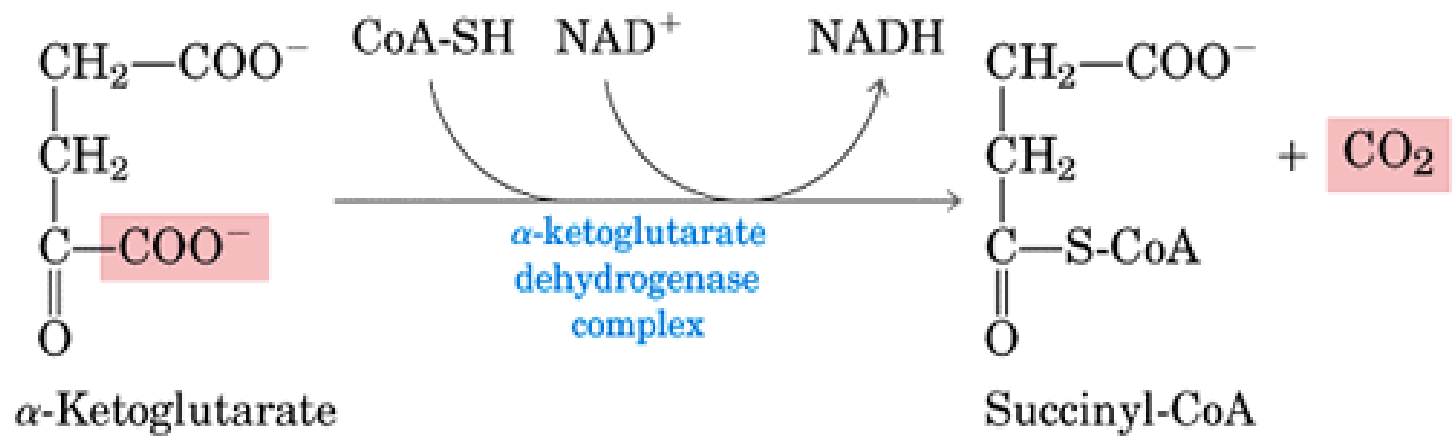 CH₂—COO⁻
CoA-SH NAD⁺ NADH
CH₂—COO⁻
CH₂
CH₂
+ CO₂
C—COO⁻
α-ketoglutarate
dehydrogenase
complex
C—S-CoA
O
O
α-Ketoglutarate
Succinyl-CoA